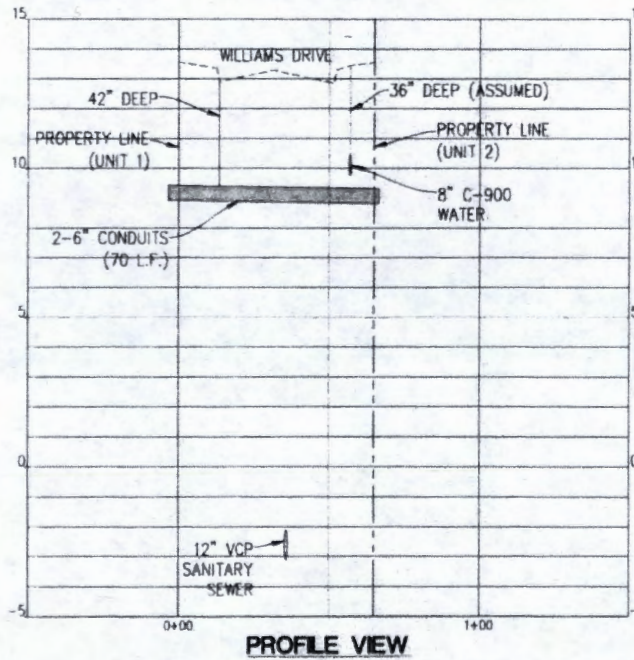 15
WILLIAMS DRIVE
42" DEEP
36" DEEP (ASSUMED)
PROPERTY LINE
(UNIT 1)
PROPERTY LINE
(UNIT 2)
10
8" C-900
WATER
2-6" CONDUITS
(70 L.F.)
5
0
12" VCP
SANITARY
SEWER
-5
0+00
1+00
PROFILE VIEW